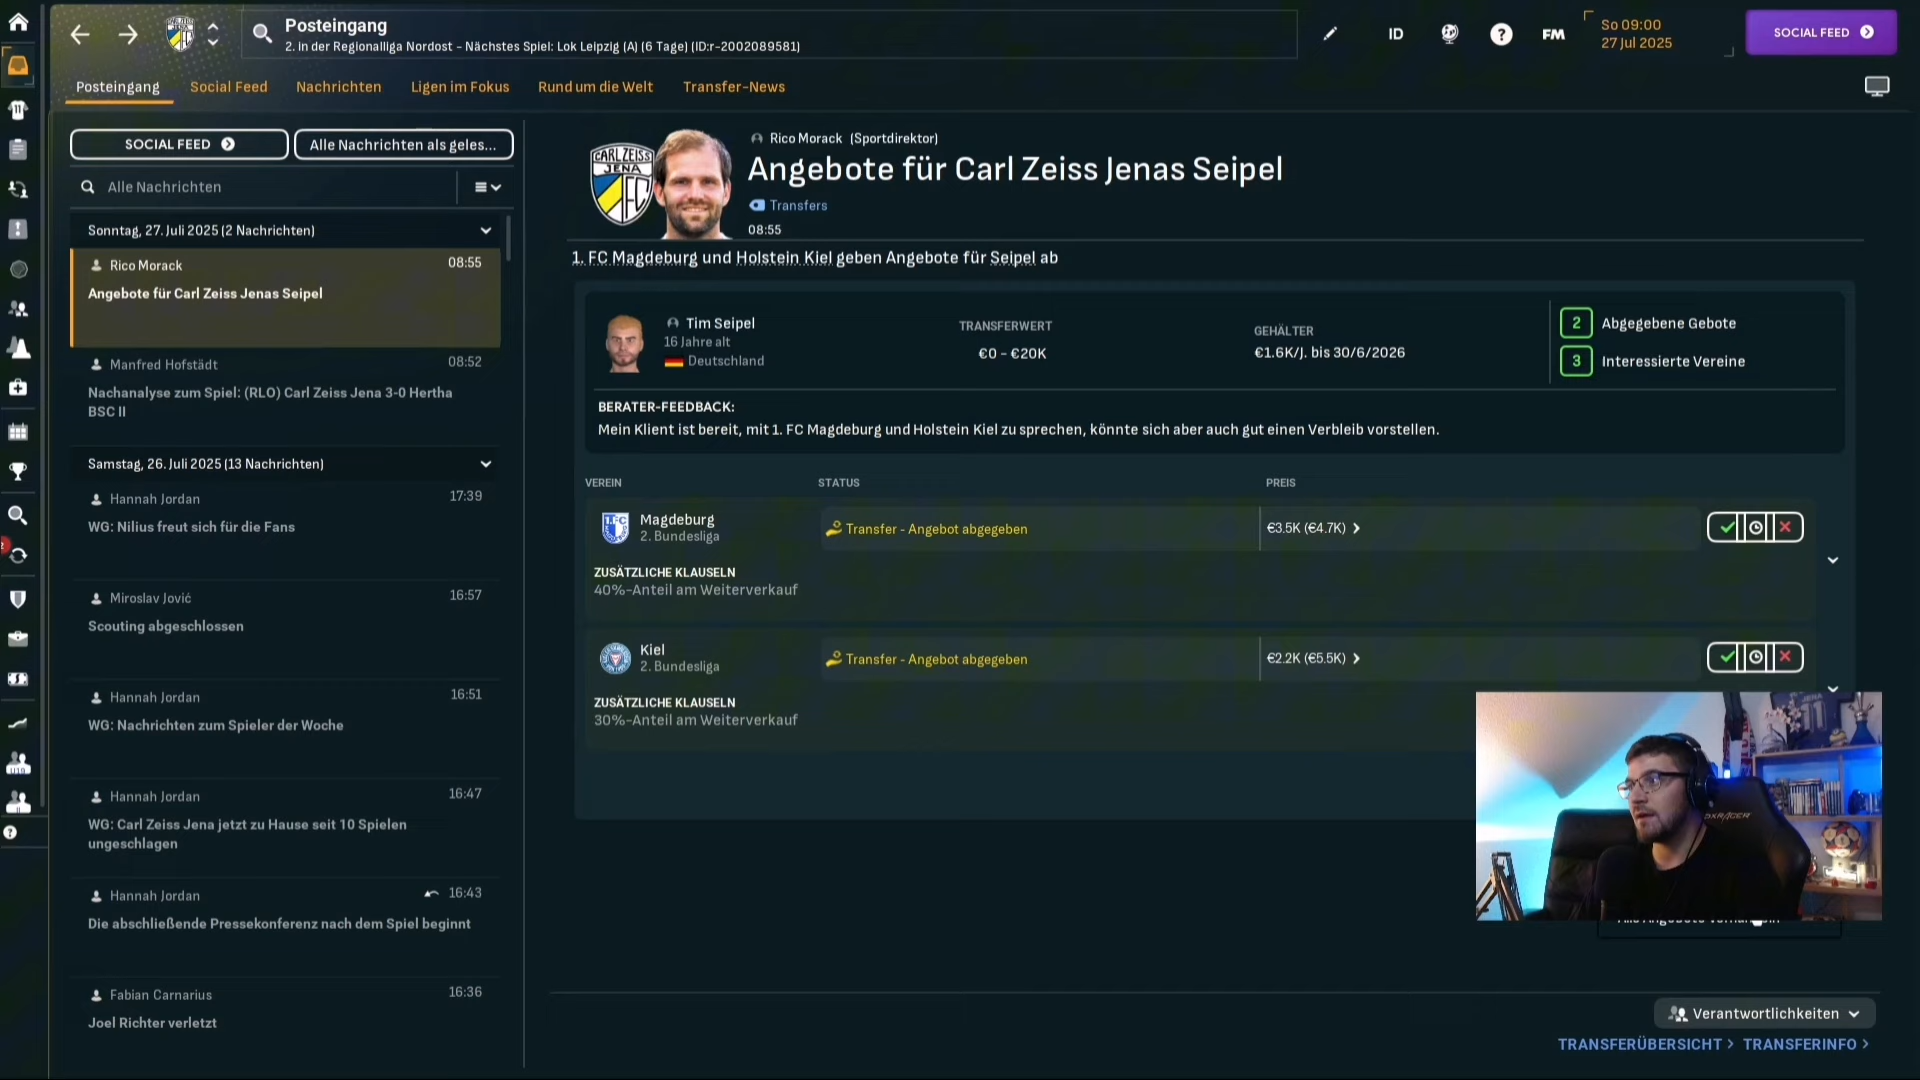 Posteingang
2. in der Regionalliga Nordost - Nächstes Spiel: Lok Leipzig (A) (6 Tage) (ID:r-2002089581)
ID
FM
So 09:00
27 Jul 2025
SOCIAL FEED
Posteingang
Social Feed
Nachrichten
Ligen im Fokus
Rund um die Welt
Transfer-News
SOCIAL FEED
Alle Nachrichten als geles...
Alle Nachrichten
Sonntag, 27. Juli 2025 (2 Nachrichten)
Rico Morack
08:55
Angebote für Carl Zeiss Jenas Seipel
Manfred Hofstädt
08:52
Nachanalyse zum Spiel: (RLO) Carl Zeiss Jena 3-0 Hertha
BSC II
Samstag, 26. Juli 2025 (13 Nachrichten)
Hannah Jordan
17:39
WG: Nilius freut sich für die Fans
Miroslav Jović
16:57
Scouting abgeschlossen
Hannah Jordan
16:51
WG: Nachrichten zum Spieler der Woche
Hannah Jordan
16:47
WG: Carl Zeiss Jena jetzt zu Hause seit 10 Spielen
ungeschlagen
Hannah Jordan
16:43
Die abschließende Pressekonferenz nach dem Spiel beginnt
Fabian Carnarius
16:36
Joel Richter verletzt
CARL ZEISS
JENA
FC
Rico Morack (Sportdirektor)
Angebote für Carl Zeiss Jenas Seipel
Transfers
08:55
1. FC Magdeburg und Holstein Kiel geben Angebote für Seipel ab
Tim Seipel
16 Jahre alt
Deutschland
TRANSFERWERT
€0 - €20K
GEHÄLTER
€1.6K/J. bis 30/6/2026
2 Abgegebene Gebote
3 Interessierte Vereine
BERATER-FEEDBACK:
Mein Klient ist bereit, mit 1. FC Magdeburg und Holstein Kiel zu sprechen, könnte sich aber auch gut einen Verbleib vorstellen.
VEREIN
STATUS
PREIS
Magdeburg
2. Bundesliga
Transfer - Angebot abgegeben
€3.5K (€4.7K)
ZUSÄTZLICHE KLAUSELN
40%-Anteil am Weiterverkauf
Kiel
2. Bundesliga
Transfer - Angebot abgegeben
€2.2K (€5.5K)
ZUSÄTZLICHE KLAUSELN
30%-Anteil am Weiterverkauf
DXRACER
Verantwortlichkeiten
TRANSFERÜBERSICHT
TRANSFERINFO